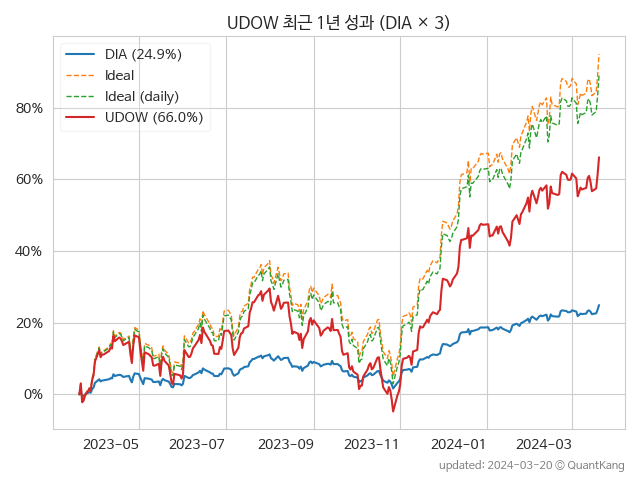 UDOW 최근 1년 성과 (DIA × 3)
DIA (24.9%)
Ideal
Ideal (daily)
UDOW (66.0%)
80%
60%
40%
20%
0%
2023-05 2023-07 2023-09 2023-11 2024-01 2024-03
updated: 2024-03-20 © QuantKang